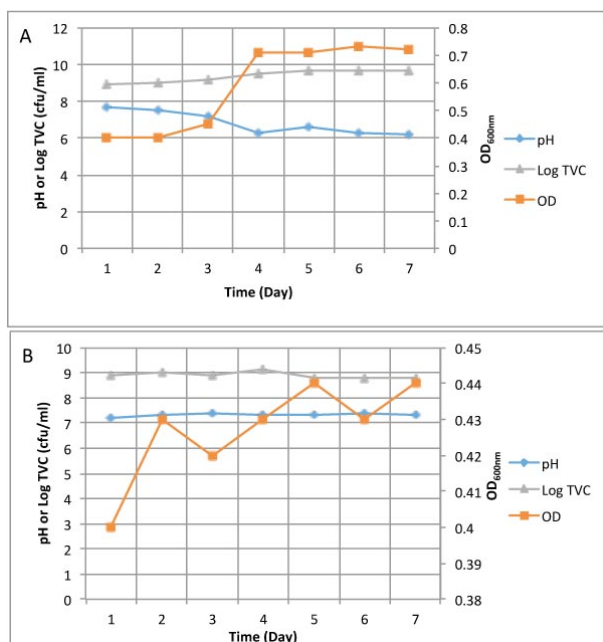 A
12
10
8
6
4
2
0
pH or Log TVC (cfu/ml)
0.8
0.7
0.6
0.5
0.4
0.3
0.2
0.1
0
OD600nm
pH
Log TVC
OD
1 2 3 4 5 6 7
Time (Day)
B
10
9
8
7
6
5
4
3
2
1
0
pH or Log TVC (cfu/ml)
0.45
0.44
0.43
0.42
0.41
0.4
0.39
0.38
OD600nm
pH
Log TVC
OD
1 2 3 4 5 6 7
Time (Day)